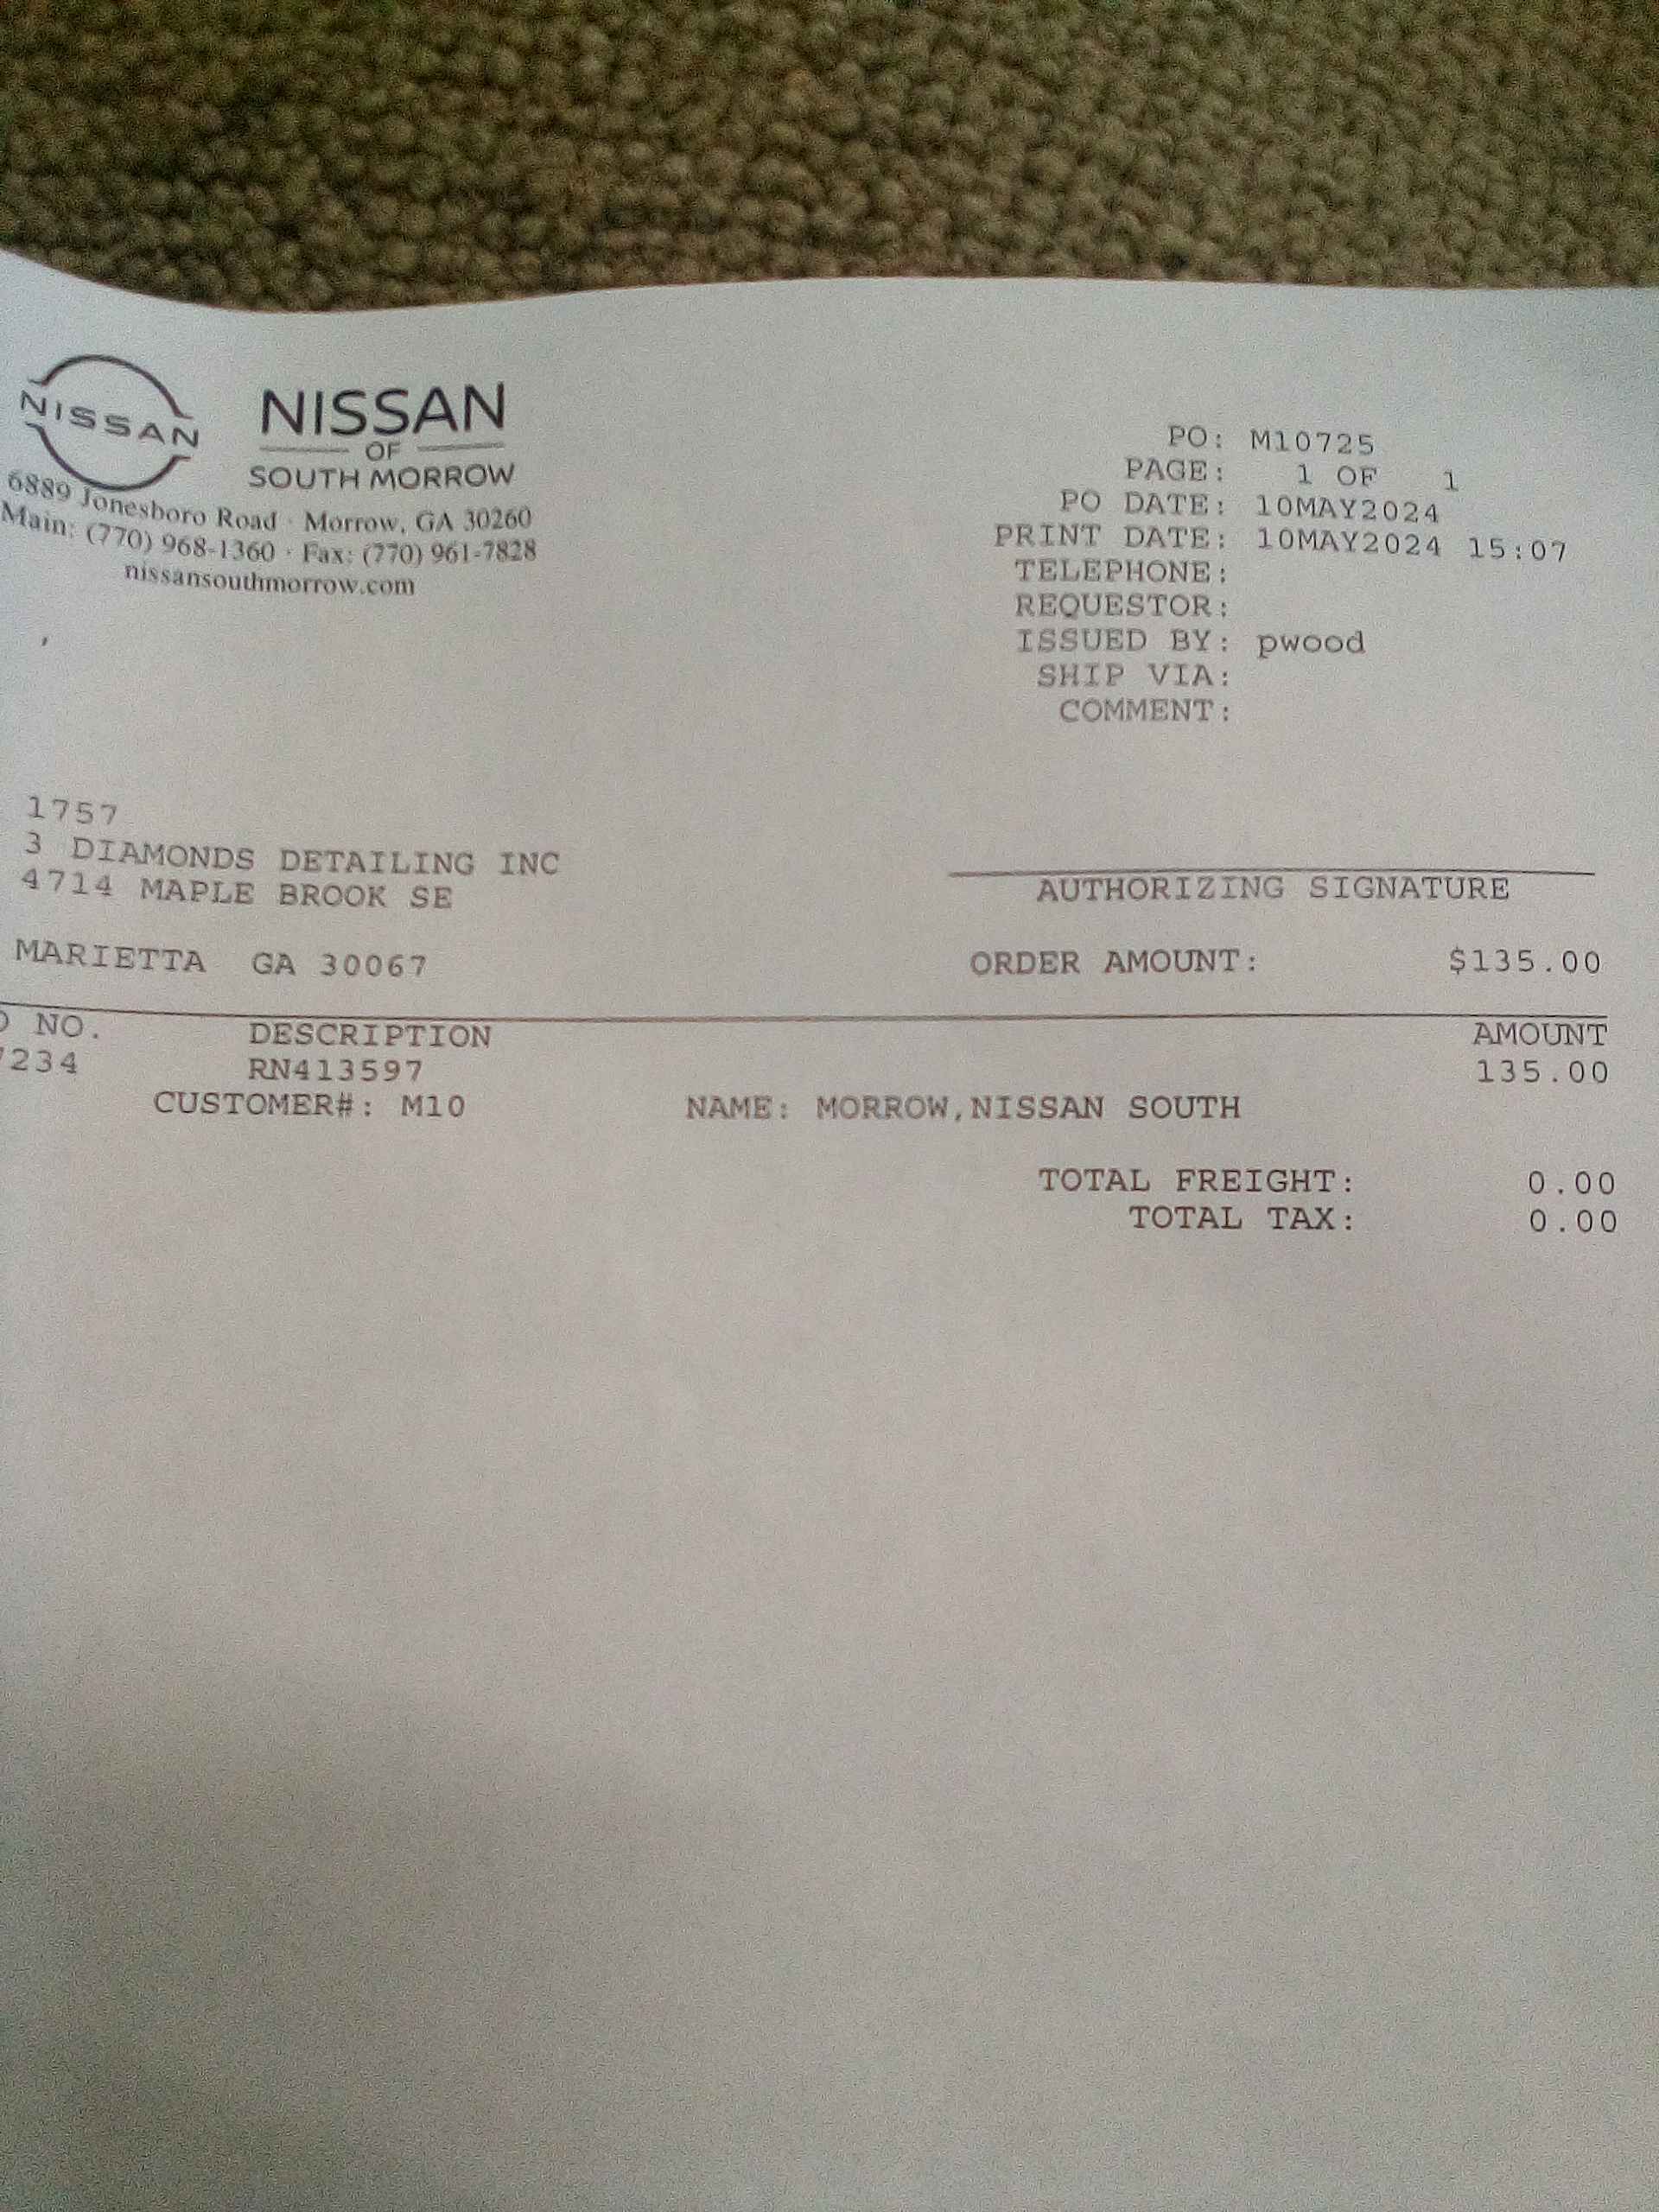 NISSAN
NISSAN
OF
SOUTH MORROW
6889 Jonesboro Road · Morrow, GA 30260
Main: (770) 968-1360 · Fax: (770) 961-7828
nissansouthmorrow.com
PO: M10725
PAGE: 1 OF 1
PO DATE: 10MAY2024
PRINT DATE: 10MAY2024 15:07
TELEPHONE:
REQUESTOR:
ISSUED BY: pwood
SHIP VIA:
COMMENT:
1757
3 DIAMONDS DETAILING INC
4714 MAPLE BROOK SE
MARIETTA GA 30067
AUTHORIZING SIGNATURE
ORDER AMOUNT: $135.00
NO. DESCRIPTION AMOUNT
234 RN413597 135.00
CUSTOMER#: M10 NAME: MORROW,NISSAN SOUTH
TOTAL FREIGHT: 0.00
TOTAL TAX: 0.00